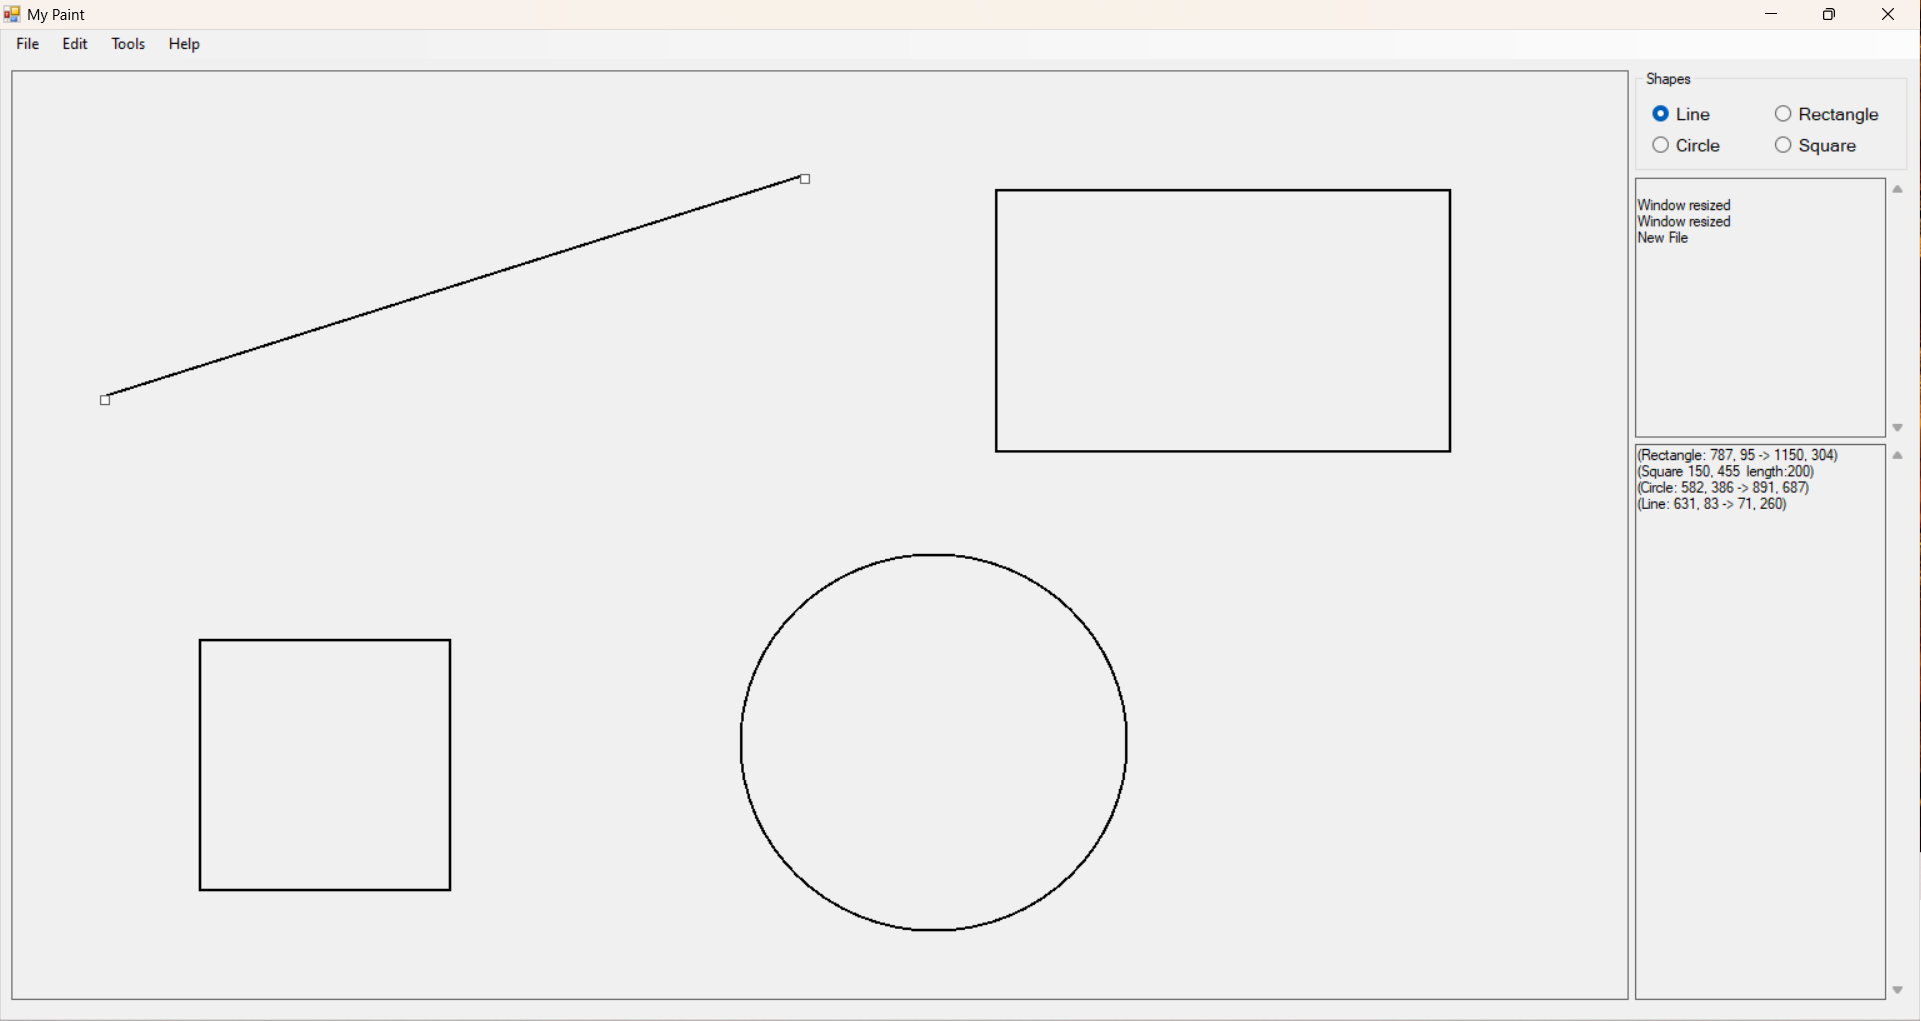 My Paint
File Edit Tools Help
Shapes
Line Rectangle
Circle Square
Window resized
Window resized
New File
(Rectangle: 787, 95 -> 1150, 304)
(Square 150, 455 length:200)
(Circle: 582, 386 -> 891, 687)
(Line: 631, 83 -> 71, 260)